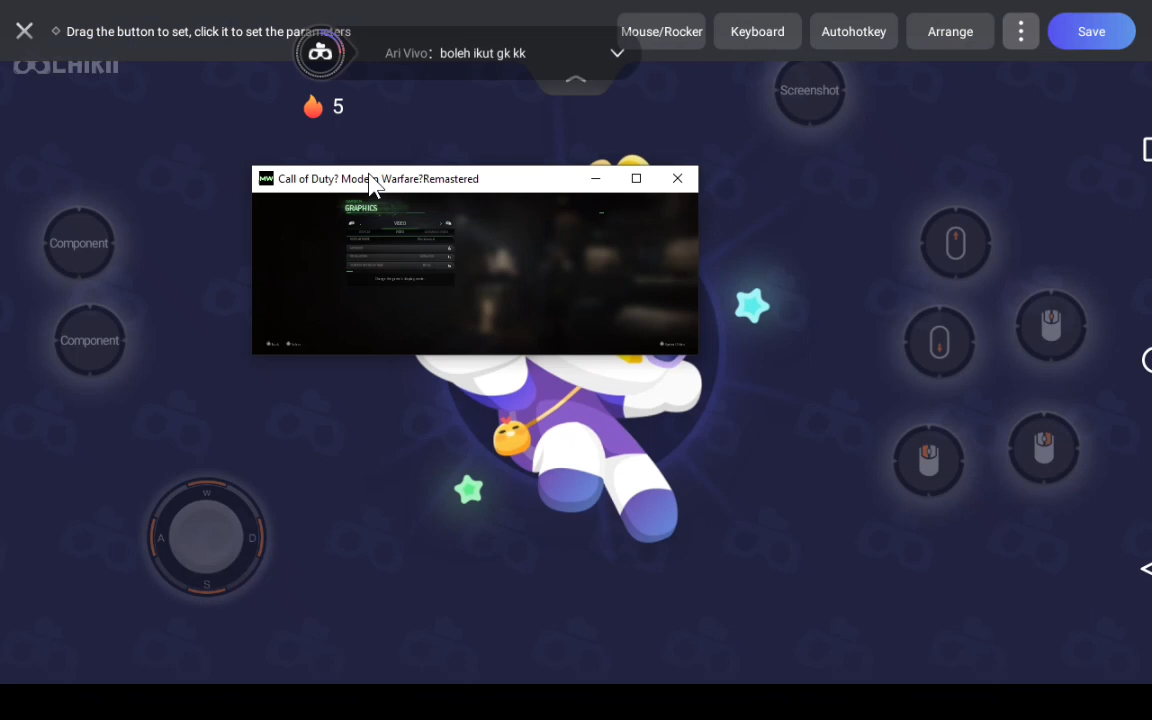 Drag the button to set, click it to set the parameters
Mouse/Rocker
Keyboard
Autohotkey
Arrange
Save
Ari Vivo: boleh ikut gk kk
5
Screenshot
Call of Duty? Modern Warfare?Remastered
GRAPHICS
VIDEO
Component
Component
W
A
D
S